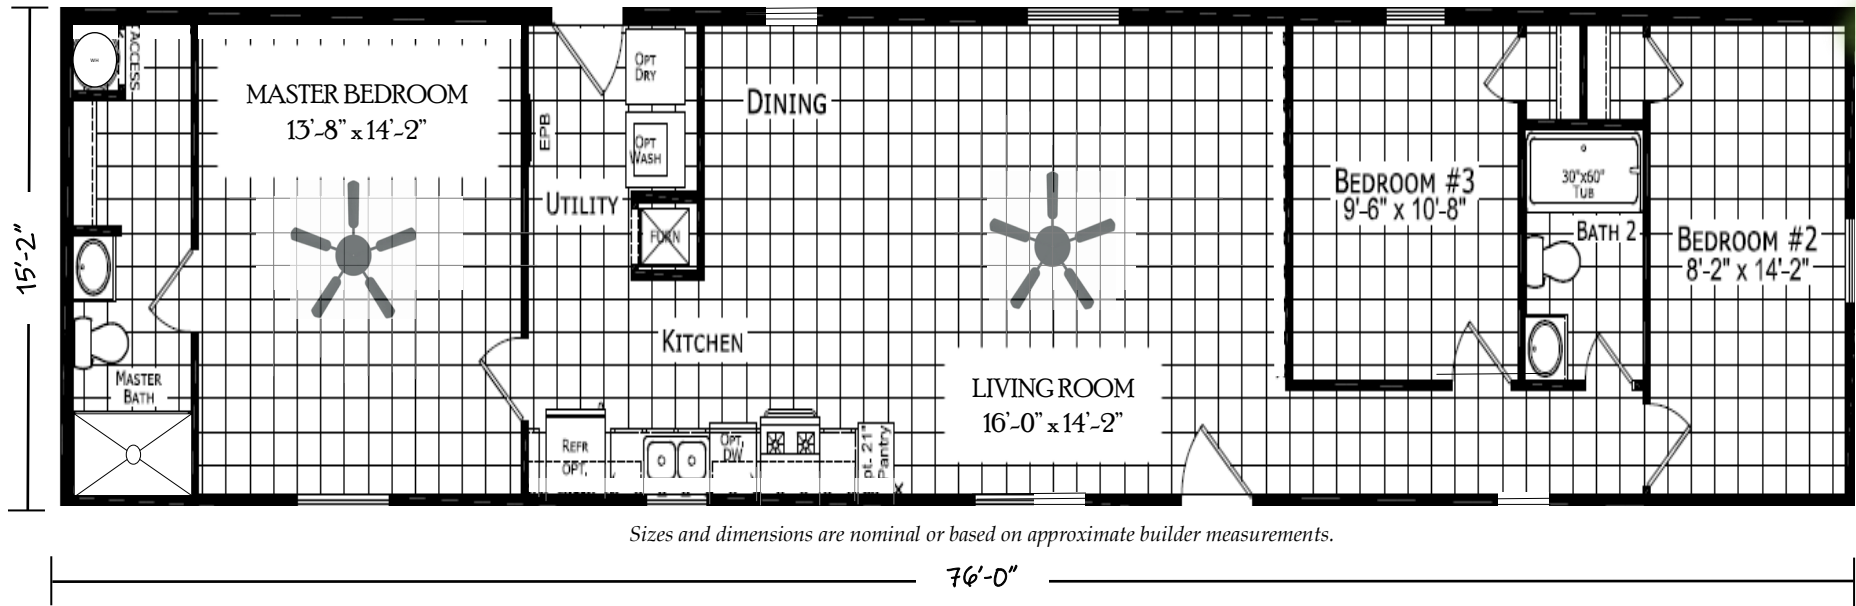 WH
ACCESS
MASTER BEDROOM
13'-8" x 14'-2"
EPB
OPT
DRY
OPT
WASH
UTILITY
FURN
DINING
KITCHEN
BEDROOM #3
9'-6" x 10'-8"
30"x60"
TUB
BATH 2
BEDROOM #2
8'-2" x 14'-2"
15'-2"
MASTER
BATH
REFR
OPT.
OPT.
DW
pt. 21"
Pantry
x
LIVING ROOM
16'-0" x 14'-2"
Sizes and dimensions are nominal or based on approximate builder measurements.
76'-0"